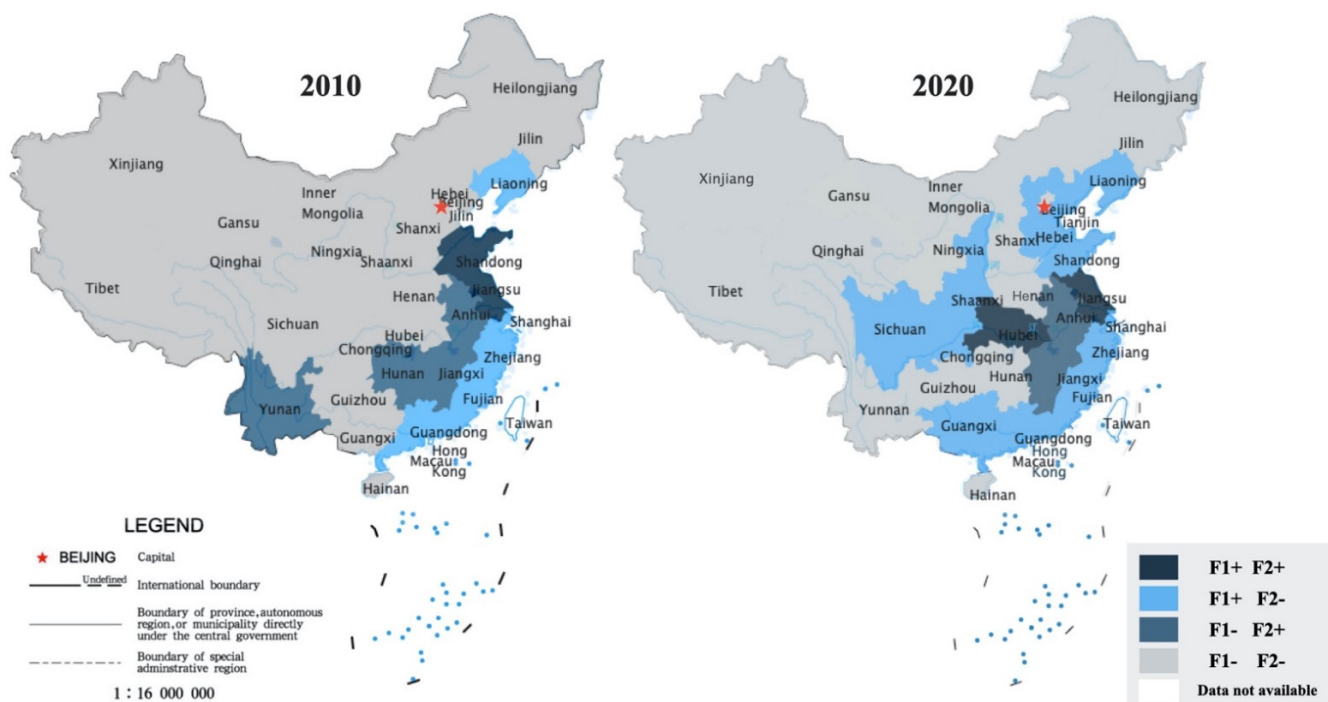 2010
Heilongjiang
Jilin
Xinjiang
Inner
Mongolia
Hebei
Beijing
Liaoning
Gansu
Jilin
Shanxi
Ningxia
Qinghai
Shaanxi
Shandong
Tibet
Henan
Jiangsu
Anhui
Shanghai
Sichuan
Hubei
Chongqing
Zhejiang
Hunan
Jiangxi
Yunan
Guizhou
Fujian
Taiwan
Guangxi
Guangdong
Hong
Macau
Kong
Hainan
LEGEND
BEIJING Capital
Undefined International boundary
Boundary of province,autonomous
region,or municipality directly
under the central government
Boundary of special
adminstrative region
1 : 16 000 000
2020
Heilongjiang
Jilin
Xinjiang
Inner
Mongolia
Liaoning
Gansu
Beijing
Tianjin
Shanxi
Hebei
Ningxia
Qinghai
Shandong
Tibet
Shaanxi
Henan
Jiangsu
Anhui
Shanghai
Sichuan
Hubei
Chongqing
Zhejiang
Hunan
Jiangxi
Guizhou
Yunnan
Fujian
Taiwan
Guangxi
Guangdong
Hong
Macau
Kong
Hainan
F1+ F2+
F1+ F2-
F1- F2+
F1- F2-
Data not available